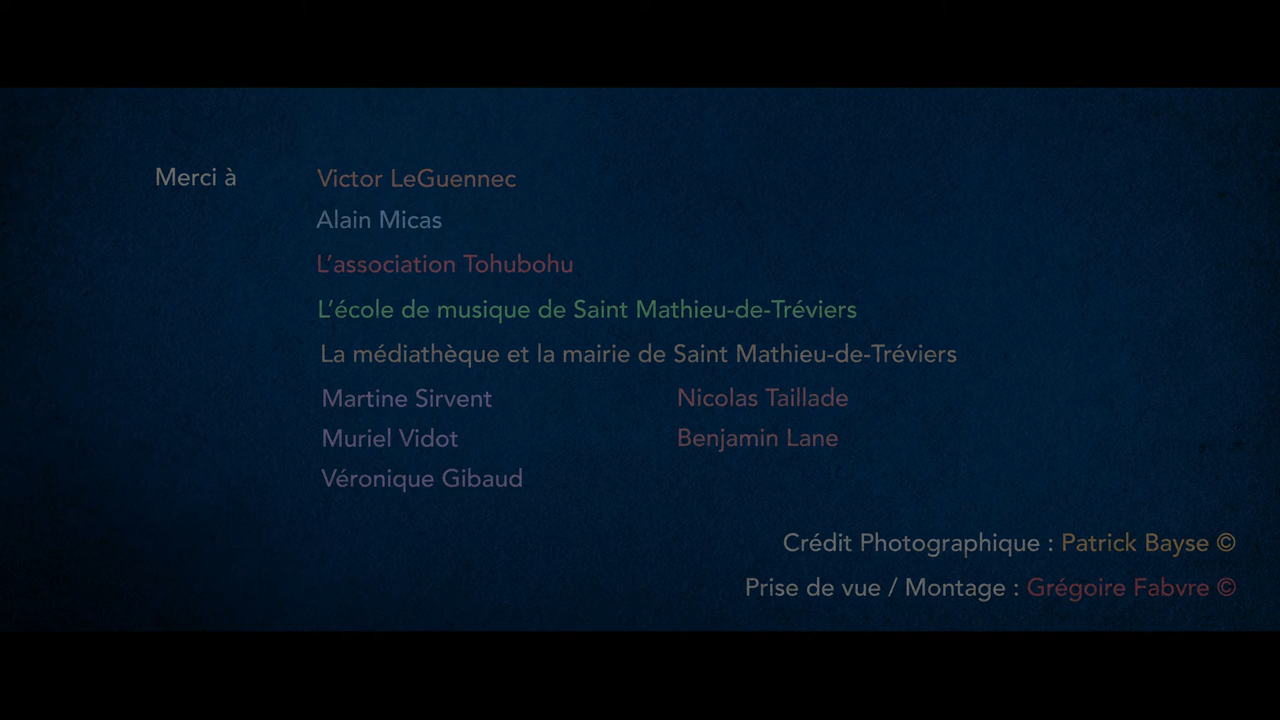 Merci à Victor LeGuennec
Alain Micas
L'association Tohubohu
L'école de musique de Saint Mathieu-de-Tréviers
La médiathèque et la mairie de Saint Mathieu-de-Tréviers
Martine Sirvent Nicolas Taillade
Muriel Vidot Benjamin Lane
Véronique Gibaud
Crédit Photographique : Patrick Bayse ©
Prise de vue / Montage : Grégoire Fabvre ©